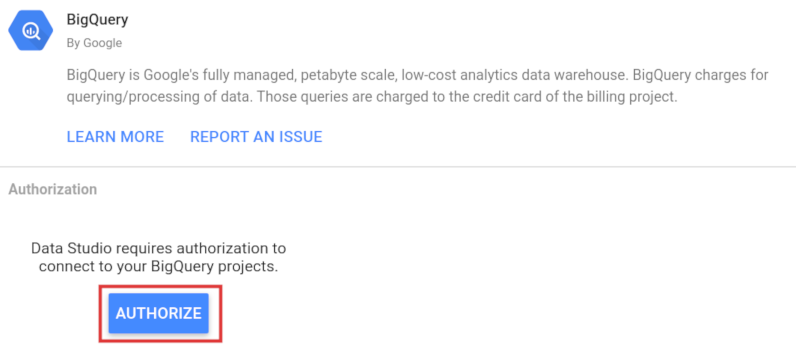 BigQuery
By Google
BigQuery is Google's fully managed, petabyte scale, low-cost analytics data warehouse. BigQuery charges for
querying/processing of data. Those queries are charged to the credit card of the billing project.
LEARN MORE REPORT AN ISSUE
Authorization
Data Studio requires authorization to
connect to your BigQuery projects.
AUTHORIZE